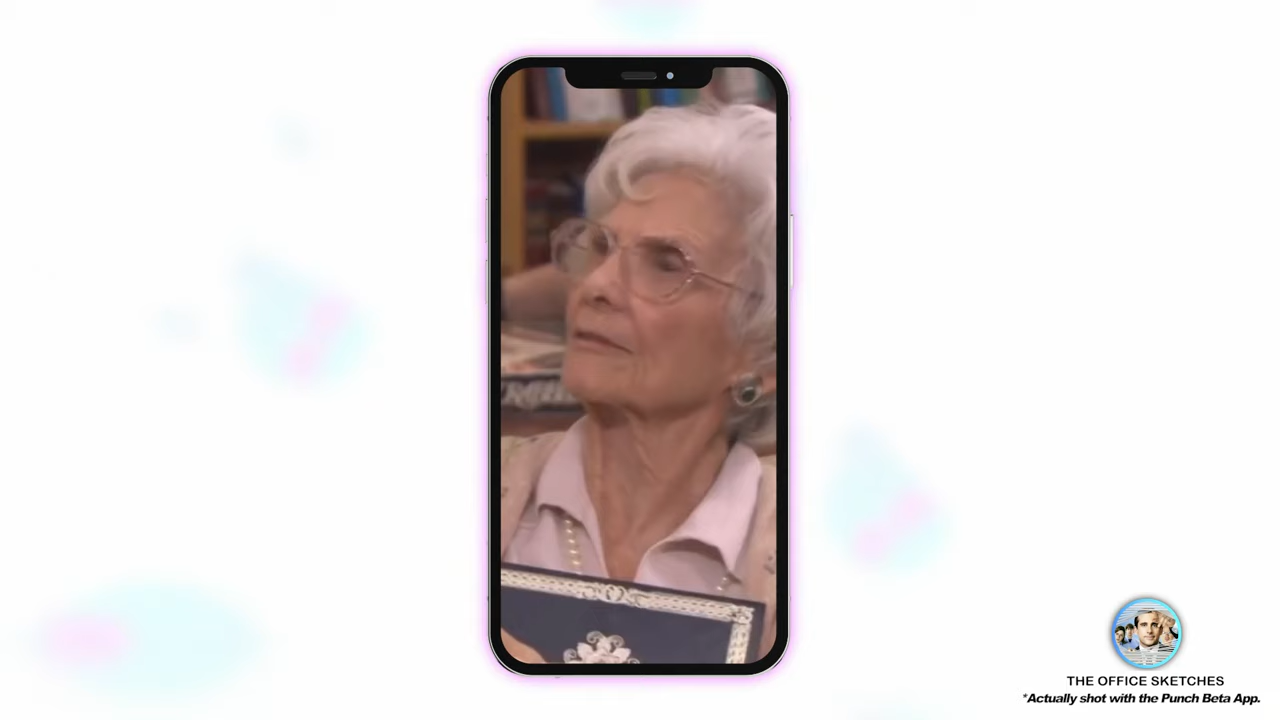 THE OFFICE SKETCHES
*Actually shot with the Punch Beta App.